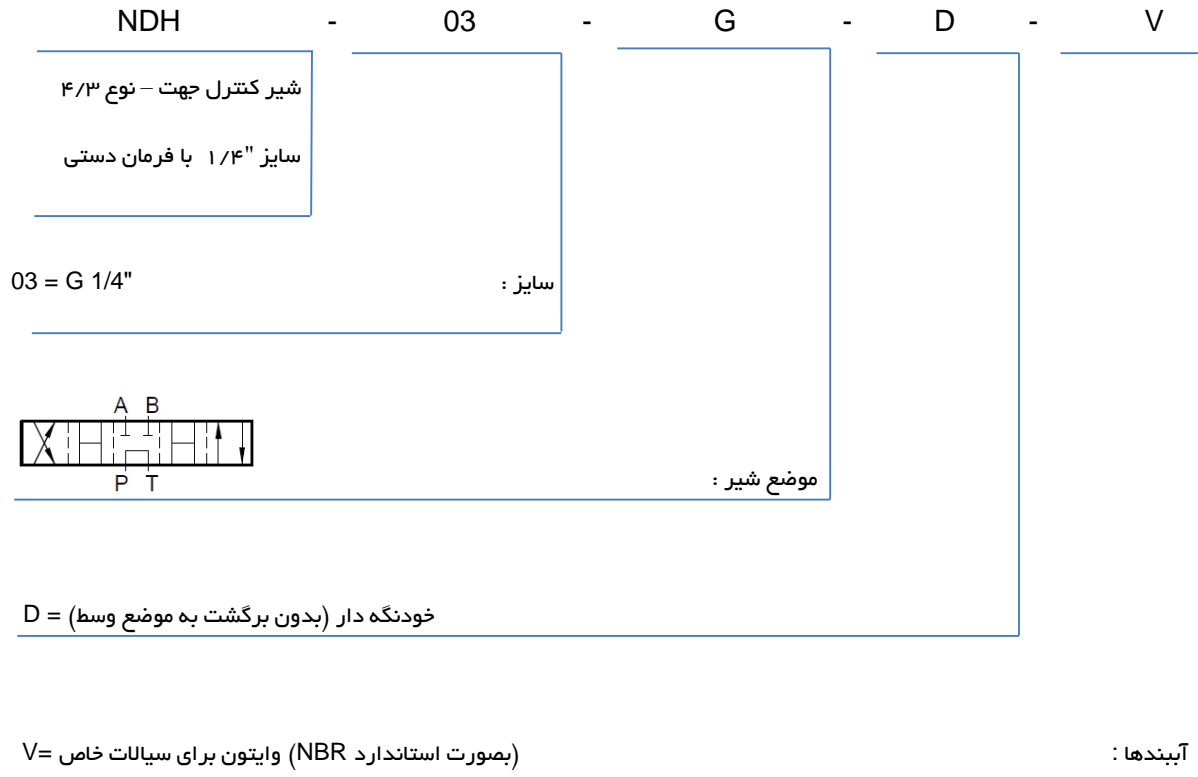 NDH - 03 - G - D - V
شیر کنترل جهت – نوع ۴/۳
سایز "۱/۴ با فرمان دستی
سایز : 03 = G 1/4"
A B
P T
موضع شیر :
خودنگه دار (بدون برگشت به موضع وسط) = D
آببندها : (بصورت استاندارد NBR) وایتون برای سیالات خاص =V